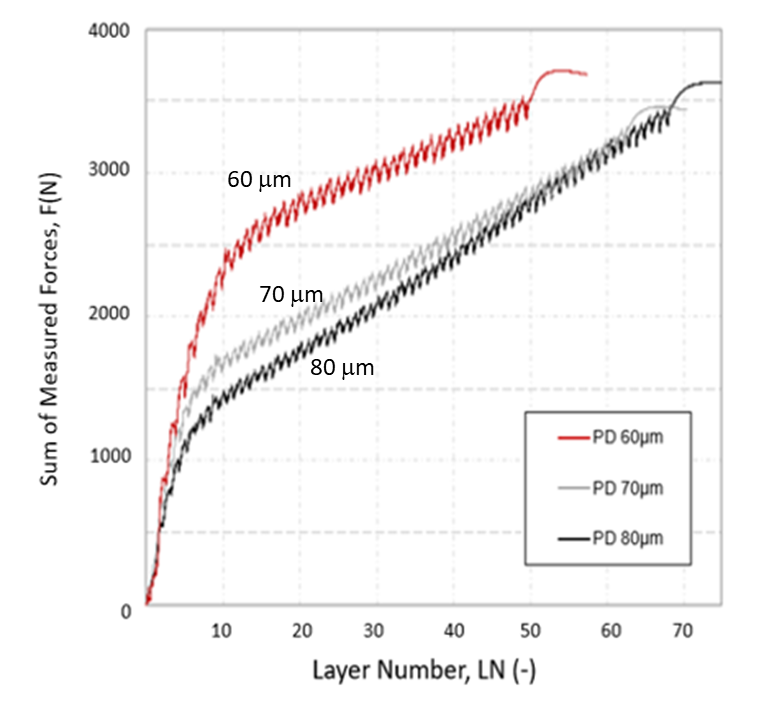 4000
3000
2000
1000
0
Sum of Measured Forces, F(N)
60 µm
70 µm
80 µm
PD 60µm
PD 70µm
PD 80µm
10 20 30 40 50 60 70
Layer Number, LN (-)